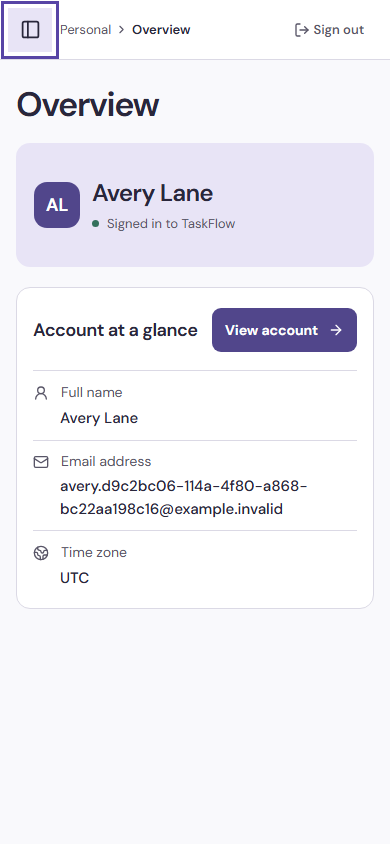 Personal > Overview
Sign out
Overview
AL
Avery Lane
Signed in to TaskFlow
Account at a glance
View account →
Full name
Avery Lane
Email address
avery.d9c2bc06-114a-4f80-a868-
bc22aa198c16@example.invalid
Time zone
UTC